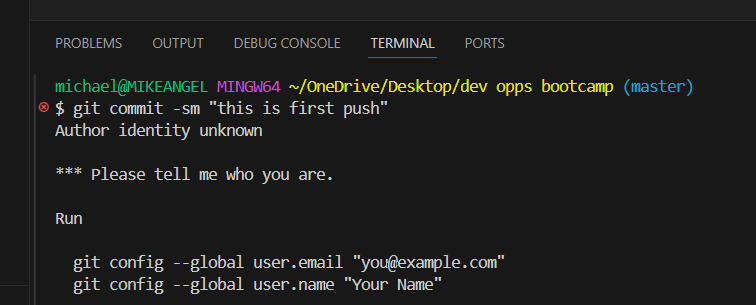 PROBLEMS OUTPUT DEBUG CONSOLE TERMINAL PORTS
michael@MIKEANGEL MINGW64 ~/OneDrive/Desktop/dev opps bootcamp (master)
$ git commit -sm "this is first push"
Author identity unknown
*** Please tell me who you are.
Run
git config --global user.email "you@example.com"
git config --global user.name "Your Name"